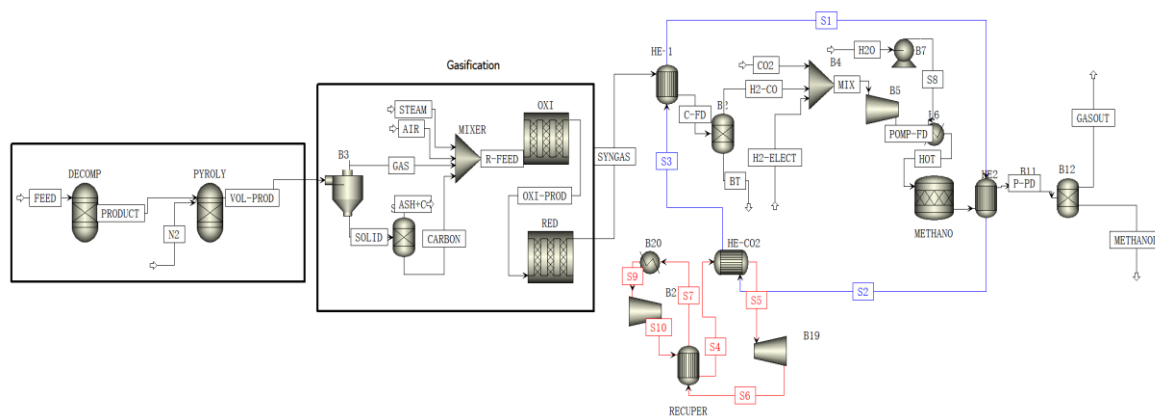 Gasification
DECOMP
PYROLY
FEED
PRODUCT
VOL-PROD
N2
B3
STEAM
AIR
GAS
MIXER
R-FEED
OXI
ASH+C
SOLID
CARBON
OXI-PROD
RED
SYNGAS
HE-1
S1
C-FD
H2-CO
CO2
B4
MIX
H2O
B7
S8
B5
POMP-FD
HOT
BT
H2-ELECT
S3
METHANO
B11
P-PD
B12
GASOUT
METHANOL
B20
S9
S7
HE-CO2
S5
S2
S10
S4
B19
S6
RECUPER